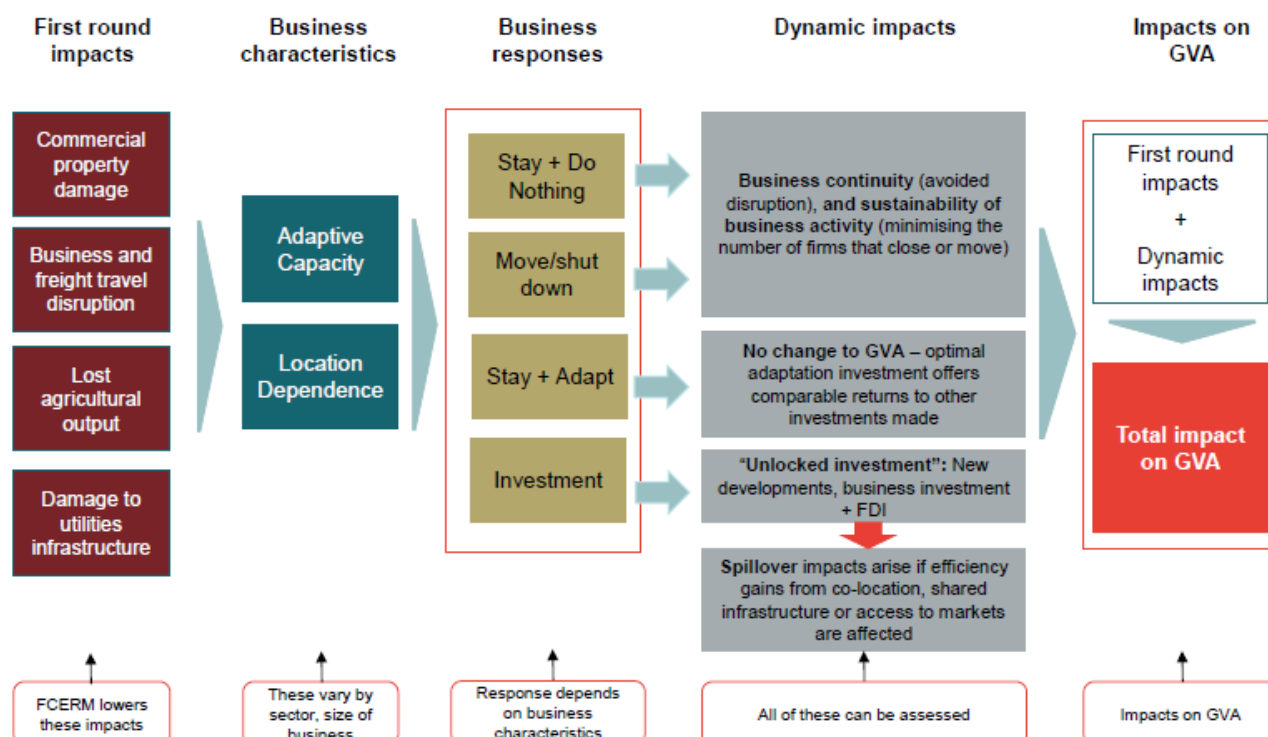 First round
impacts
Business
characteristics
Business
responses
Dynamic impacts
Impacts on
GVA
Commercial
property
damage
Business and
freight travel
disruption
Lost
agricultural
output
Damage to
utilities
infrastructure
Adaptive
Capacity
Location
Dependence
Stay + Do
Nothing
Move/shut
down
Stay + Adapt
Investment
Business continuity (avoided
disruption), and sustainability of
business activity (minimising the
number of firms that close or move)
No change to GVA – optimal
adaptation investment offers
comparable returns to other
investments made
“Unlocked investment”: New
developments, business investment
+ FDI
Spillover impacts arise if efficiency
gains from co-location, shared
infrastructure or access to markets
are affected
First round
impacts
+
Dynamic
impacts
Total impact
on GVA
FCERM lowers
these impacts
These vary by
sector, size of
business
Response depends
on business
characteristics
All of these can be assessed
Impacts on GVA